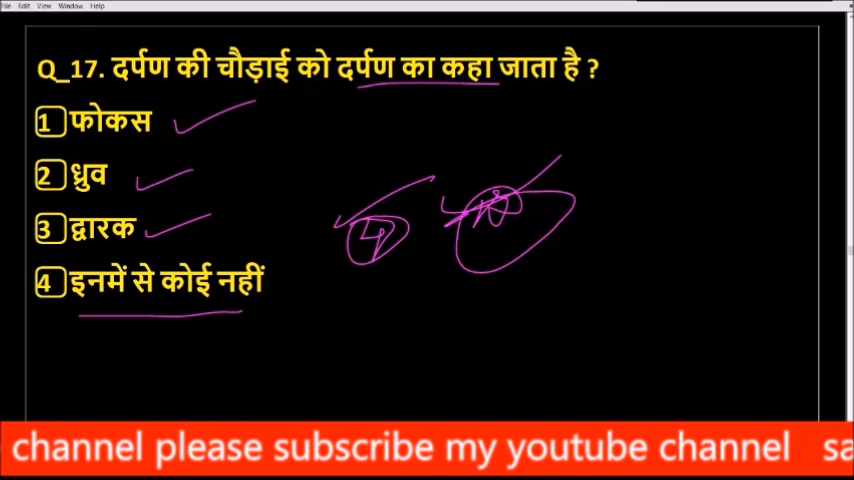 File Edit View Window Help
Q_17. दर्पण की चौड़ाई को दर्पण का कहा जाता है ?
1 फोकस
2 ध्रुव
3 द्वारक
4 इनमें से कोई नहीं
4
channel please subscribe my youtube channel sa